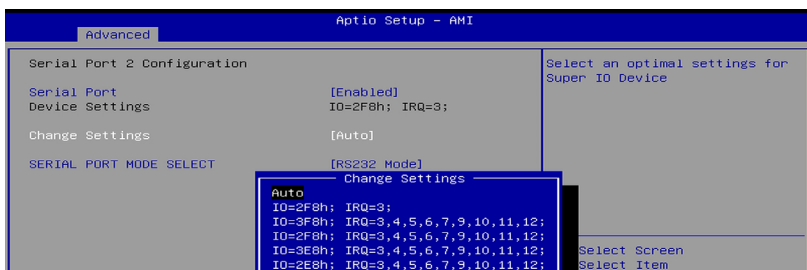 Aptio Setup - AMI
Advanced
Serial Port 2 Configuration
Serial Port [Enabled]
Device Settings IO=2F8h; IRQ=3;
Change Settings [Auto]
SERIAL PORT MODE SELECT [RS232 Mode]
Select an optimal settings for
Super IO Device
Change Settings
Auto
IO=2F8h; IRQ=3;
IO=3F8h; IRQ=3,4,5,6,7,9,10,11,12;
IO=2F8h; IRQ=3,4,5,6,7,9,10,11,12;
IO=3E8h; IRQ=3,4,5,6,7,9,10,11,12;
IO=2E8h; IRQ=3,4,5,6,7,9,10,11,12;
Select Screen
Select Item